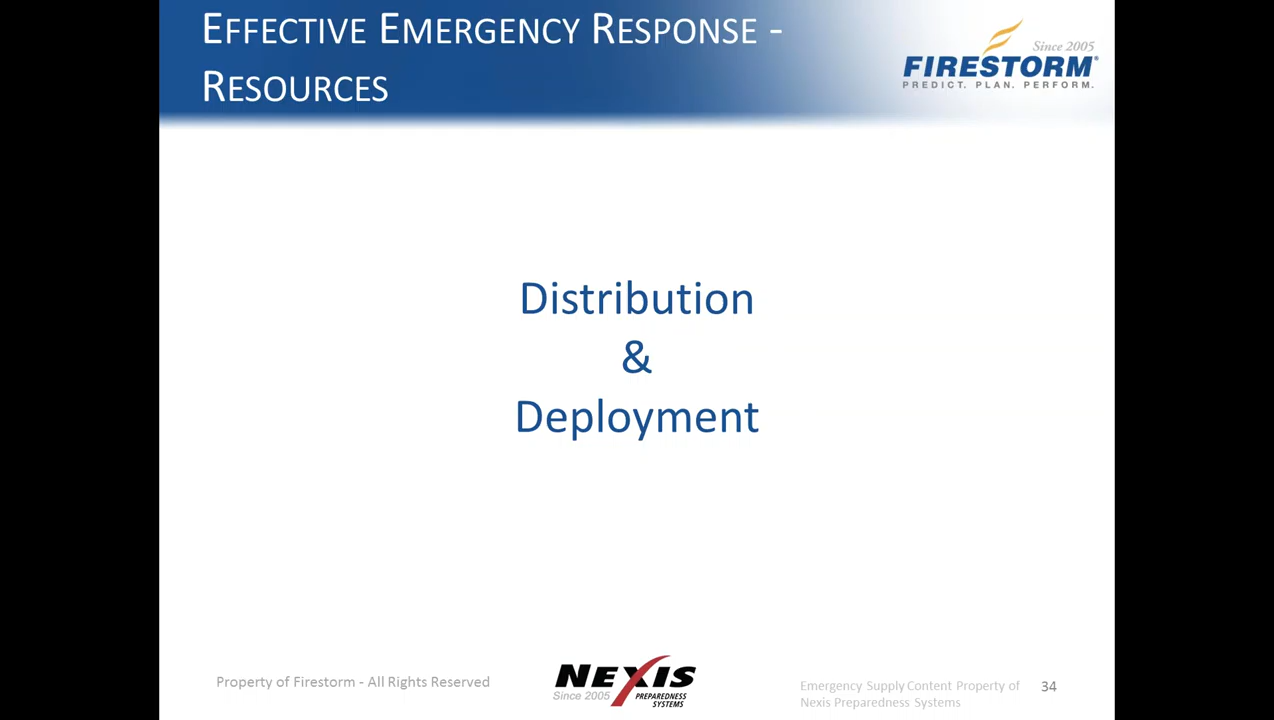 EFFECTIVE EMERGENCY RESPONSE -
RESOURCES
Since 2005
FIRESTORM®
PREDICT. PLAN. PERFORM.
Distribution
&
Deployment
Property of Firestorm - All Rights Reserved
NEXIS
Since 2005 PREPAREDNESS
SYSTEMS
Emergency Supply Content Property of
Nexis Preparedness Systems
34